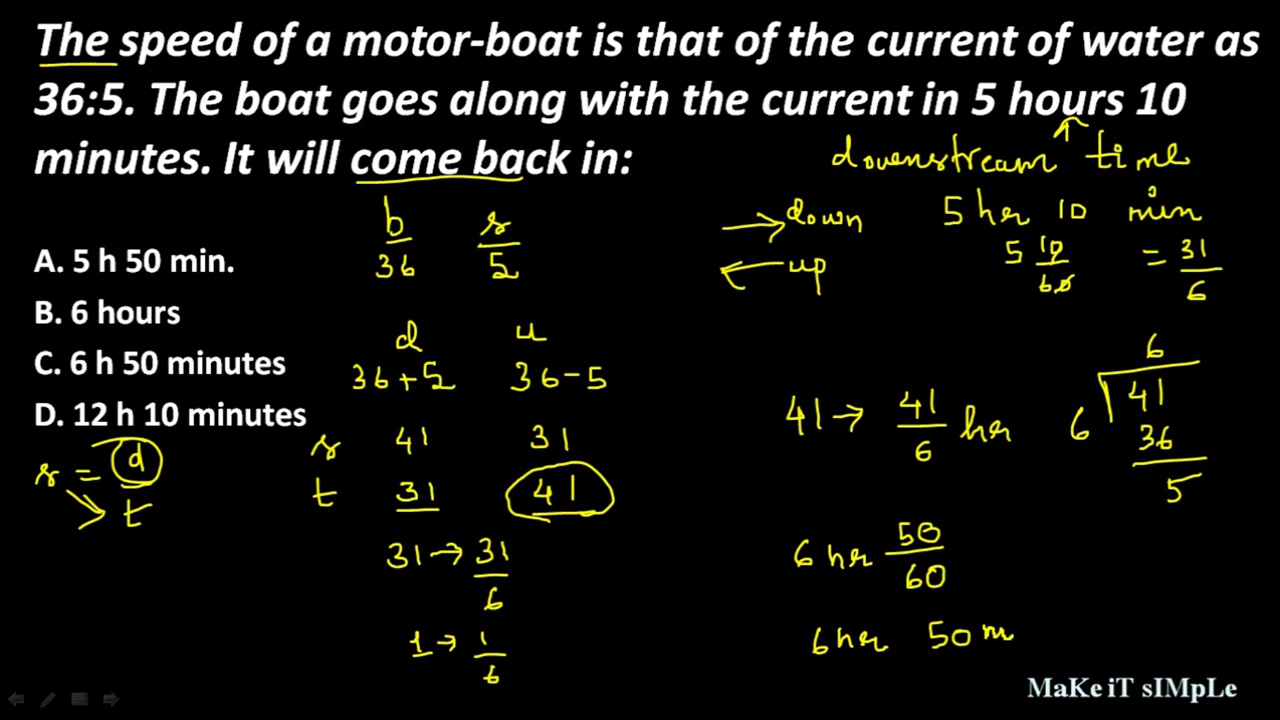 The speed of a motor-boat is that of the current of water as
36:5. The boat goes along with the current in 5 hours 10
minutes. It will come back in:
downstream time
A. 5 h 50 min.
B. 6 hours
C. 6 h 50 minutes
D. 12 h 10 minutes
s = d
t
b s
36 5
d u
36+5 36-5
s 41 31
t 31 41
31 → 31/6
1 → 1/6
→ down
← up
5 hr 10 min
5 10/60 = 31/6
41 → 41/6 hr
6
6 41
36
5
6 hr 50/60
6 hr 50 m
MaKe iT sIMpLe